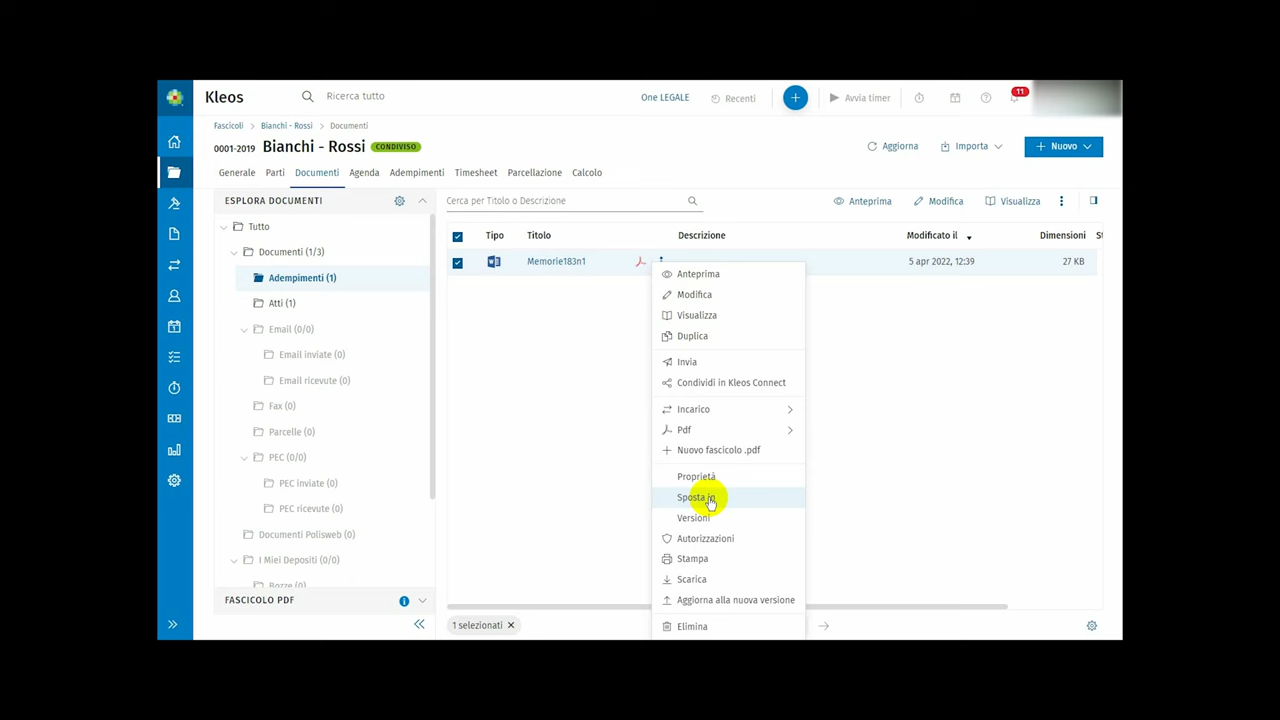 Kleos
Ricerca tutto
One LEGALE
Recenti
Avvia timer
11
Fascicoli > Bianchi - Rossi > Documenti
0001-2019 Bianchi - Rossi CONDIVISO
Aggiorna
Importa
Nuovo
Generale Parti Documenti Agenda Adempimenti Timesheet Parcellazione Calcolo
ESPLORA DOCUMENTI
Tutto
Documenti (1/3)
Adempimenti (1)
Atti (1)
Email (0/0)
Email inviate (0)
Email ricevute (0)
Fax (0)
Parcelle (0)
PEC (0/0)
PEC inviate (0)
PEC ricevute (0)
Documenti Polisweb (0)
I Miei Depositi (0/0)
Bozze (0)
FASCICOLO PDF
Cerca per Titolo o Descrizione
Anteprima
Modifica
Visualizza
Tipo Titolo Descrizione Modificato il Dimensioni St
Memorie183n1 5 apr 2022, 12:39 27 KB
Anteprima
Modifica
Visualizza
Duplica
Invia
Condividi in Kleos Connect
Incarico
Pdf
Nuovo fascicolo .pdf
Proprietà
Sposta in
Versioni
Autorizzazioni
Stampa
Scarica
Aggiorna alla nuova versione
Elimina
1 selezionati